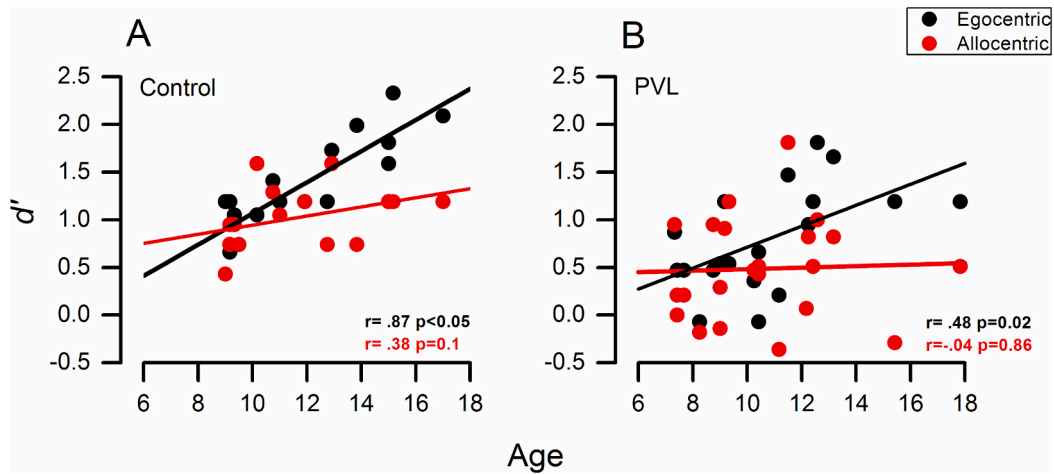 A
B
Egocentric
Allocentric
Control
PVL
2.5
2.0
1.5
1.0
0.5
0.0
-0.5
2.5
2.0
1.5
1.0
0.5
0.0
-0.5
d'
r= .87 p<0.05
r= .38 p=0.1
r= .48 p=0.02
r=-.04 p=0.86
6 8 10 12 14 16 18
6 8 10 12 14 16 18
Age